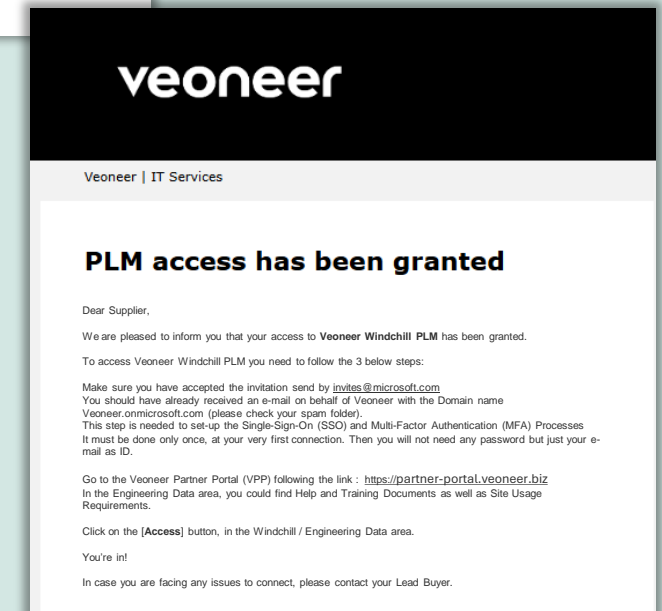 veoneer
Veoneer | IT Services
PLM access has been granted
Dear Supplier,
We are pleased to inform you that your access to Veoneer Windchill PLM has been granted.
To access Veoneer Windchill PLM you need to follow the 3 below steps:
Make sure you have accepted the invitation send by invites@microsoft.com
You should have already received an e-mail on behalf of Veoneer with the Domain name
Veoneer.onmicrosoft.com (please check your spam folder).
This step is needed to set-up the Single-Sign-On (SSO) and Multi-Factor Authentication (MFA) Processes
It must be done only once, at your very first connection. Then you will not need any password but just your e-
mail as ID.
Go to the Veoneer Partner Portal (VPP) following the link : https://partner-portal.veoneer.biz
In the Engineering Data area, you could find Help and Training Documents as well as Site Usage
Requirements.
Click on the [Access] button, in the Windchill / Engineering Data area.
You're in!
In case you are facing any issues to connect, please contact your Lead Buyer.